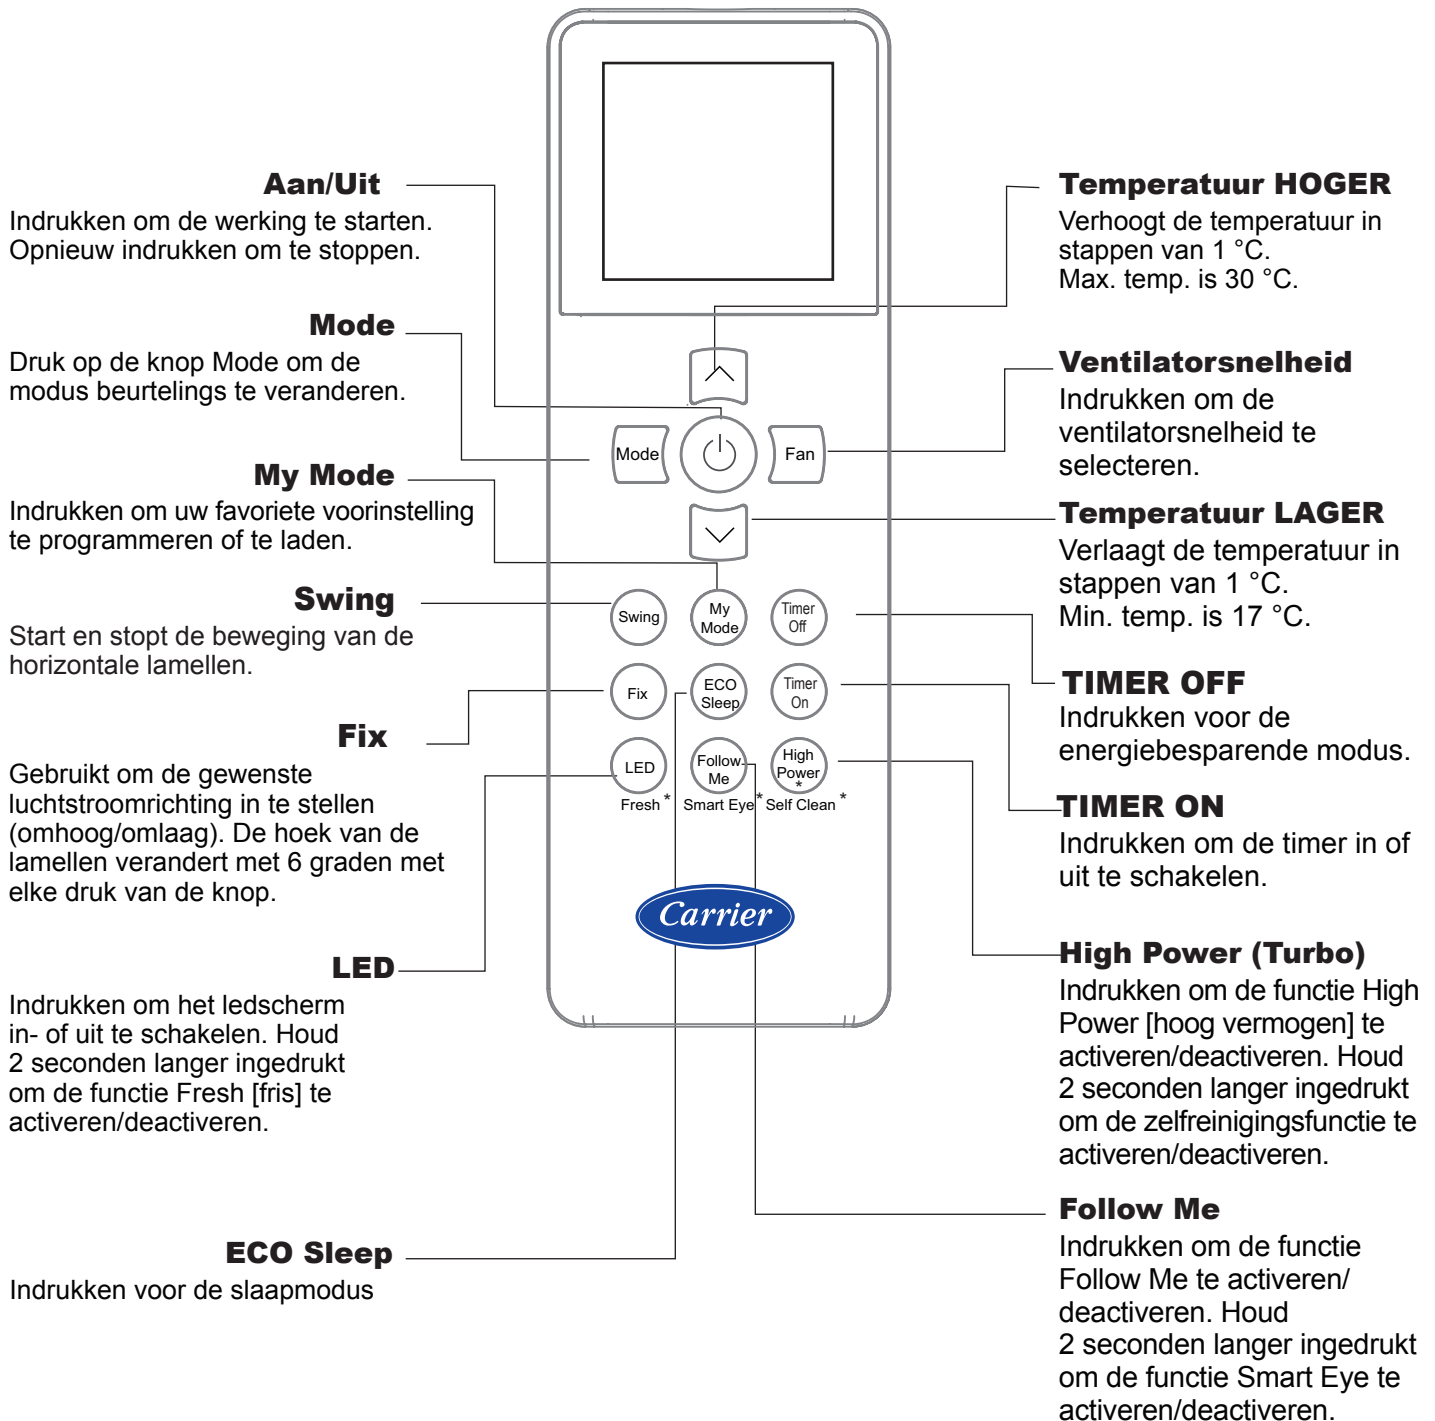 Aan/Uit
Indrukken om de werking te starten.
Opnieuw indrukken om te stoppen.
Mode
Druk op de knop Mode om de
modus beurtelings te veranderen.
My Mode
Indrukken om uw favoriete voorinstelling
te programmeren of te laden.
Swing
Start en stopt de beweging van de
horizontale lamellen.
Fix
Gebruikt om de gewenste
luchtstroomrichting in te stellen
(omhoog/omlaag). De hoek van de
lamellen verandert met 6 graden met
elke druk van de knop.
LED
Indrukken om het ledscherm
in- of uit te schakelen. Houd
2 seconden langer ingedrukt
om de functie Fresh [fris] te
activeren/deactiveren.
ECO Sleep
Indrukken voor de slaapmodus
Mode
Fan
Swing
My
Mode
Timer
Off
Fix
ECO
Sleep
Timer
On
LED
Follow
Me
High
Power
*
Fresh *
Smart Eye *
Self Clean *
Carrier
Temperatuur HOGER
Verhoogt de temperatuur in
stappen van 1 °C.
Max. temp. is 30 °C.
Ventilatorsnelheid
Indrukken om de
ventilatorsnelheid te
selecteren.
Temperatuur LAGER
Verlaagt de temperatuur in
stappen van 1 °C.
Min. temp. is 17 °C.
TIMER OFF
Indrukken voor de
energiebesparende modus.
TIMER ON
Indrukken om de timer in of
uit te schakelen.
High Power (Turbo)
Indrukken om de functie High
Power [hoog vermogen] te
activeren/deactiveren. Houd
2 seconden langer ingedrukt
om de zelfreinigingsfunctie te
activeren/deactiveren.
Follow Me
Indrukken om de functie
Follow Me te activeren/
deactiveren. Houd
2 seconden langer ingedrukt
om de functie Smart Eye te
activeren/deactiveren.